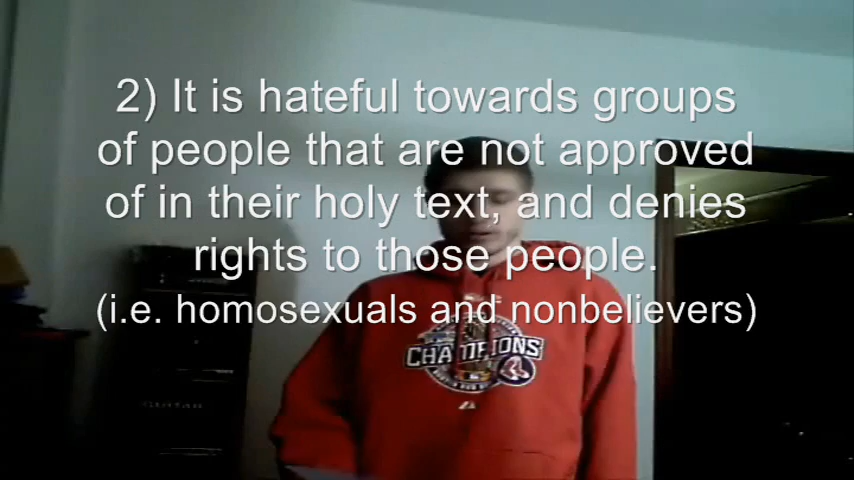 2) It is hateful towards groups
of people that are not approved
of in their holy text, and denies
rights to those people.
(i.e. homosexuals and nonbelievers)
CHAMPIONS